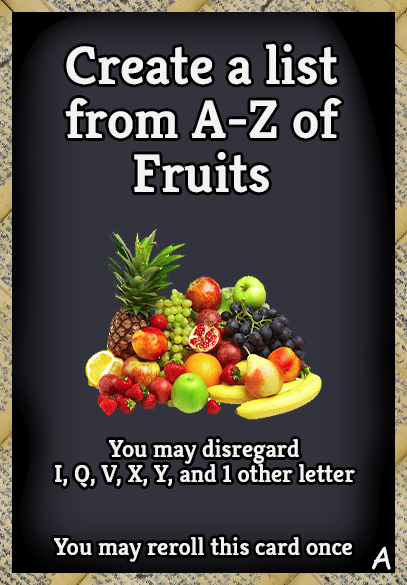 Create a list
from A-Z of
Fruits
You may disregard
I, Q, V, X, Y, and 1 other letter
You may reroll this card once
A